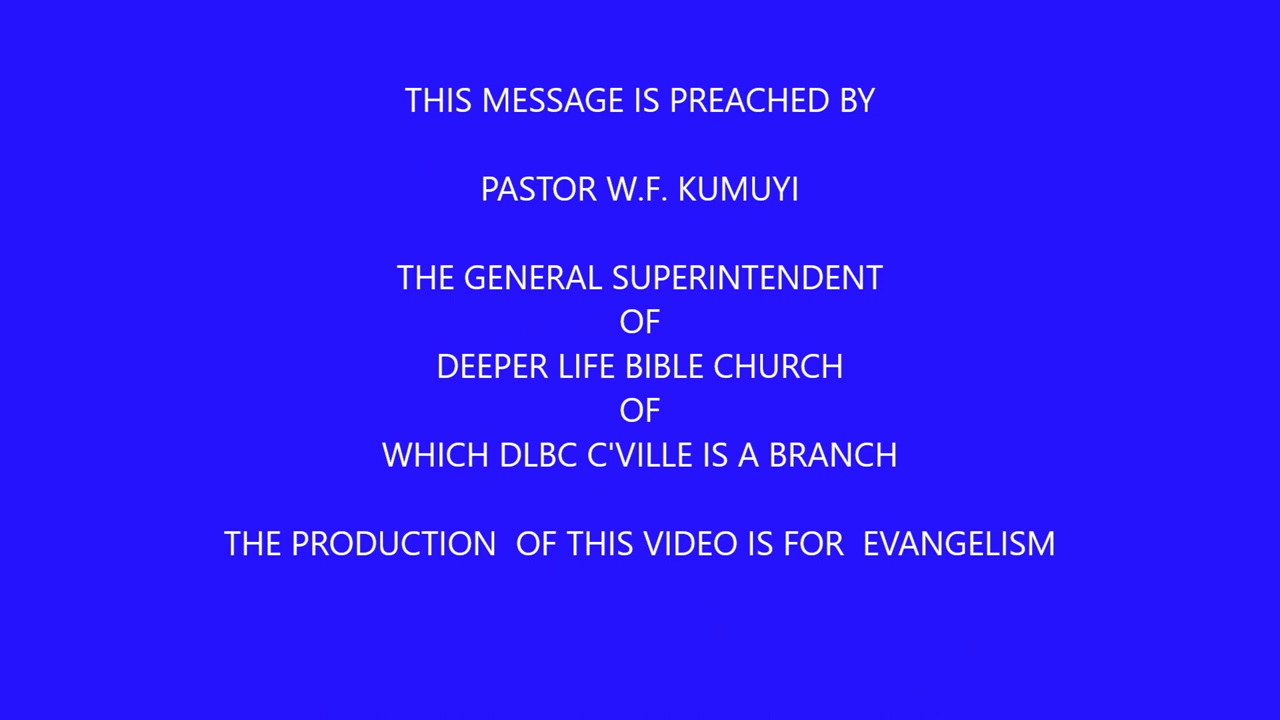 THIS MESSAGE IS PREACHED BY
PASTOR W.F. KUMUYI
THE GENERAL SUPERINTENDENT
OF
DEEPER LIFE BIBLE CHURCH
OF
WHICH DLBC C'VILLE IS A BRANCH
THE PRODUCTION  OF THIS VIDEO IS FOR  EVANGELISM